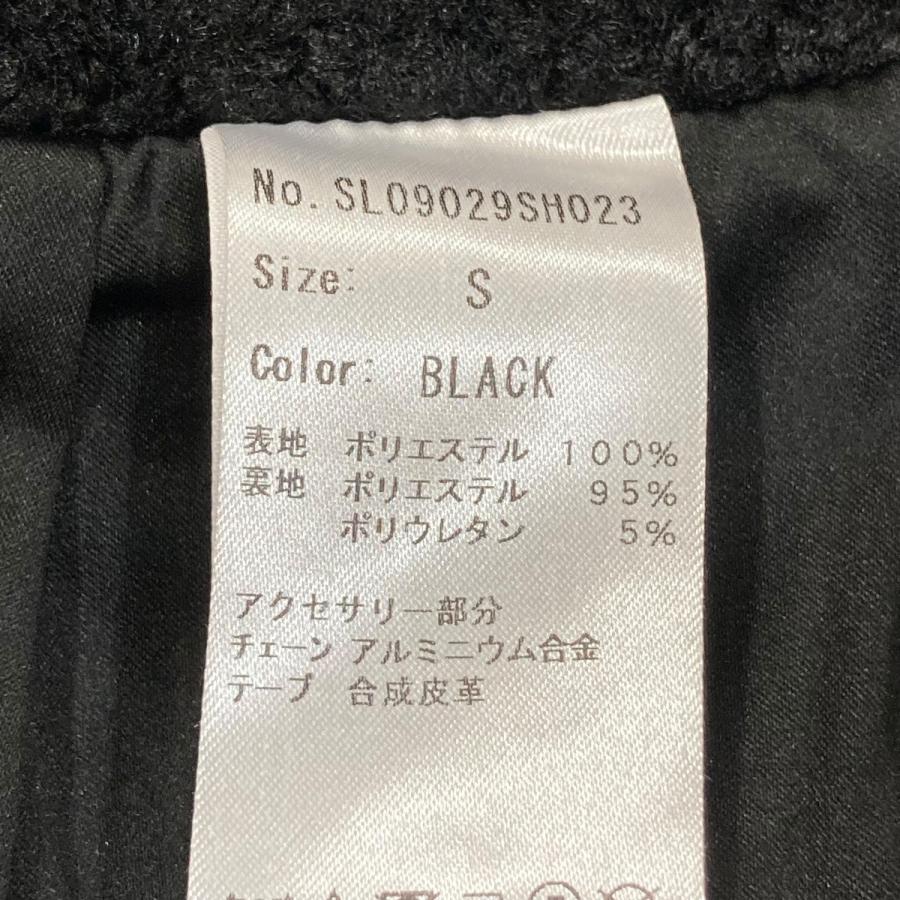 No. SL09029SH023
Size: S
Color: BLACK
表地 ポリエステル 100%
裏地 ポリエステル 95%
ポリウレタン 5%
アクセサリー部分
チェーン アルミニウム合金
テープ 合成皮革